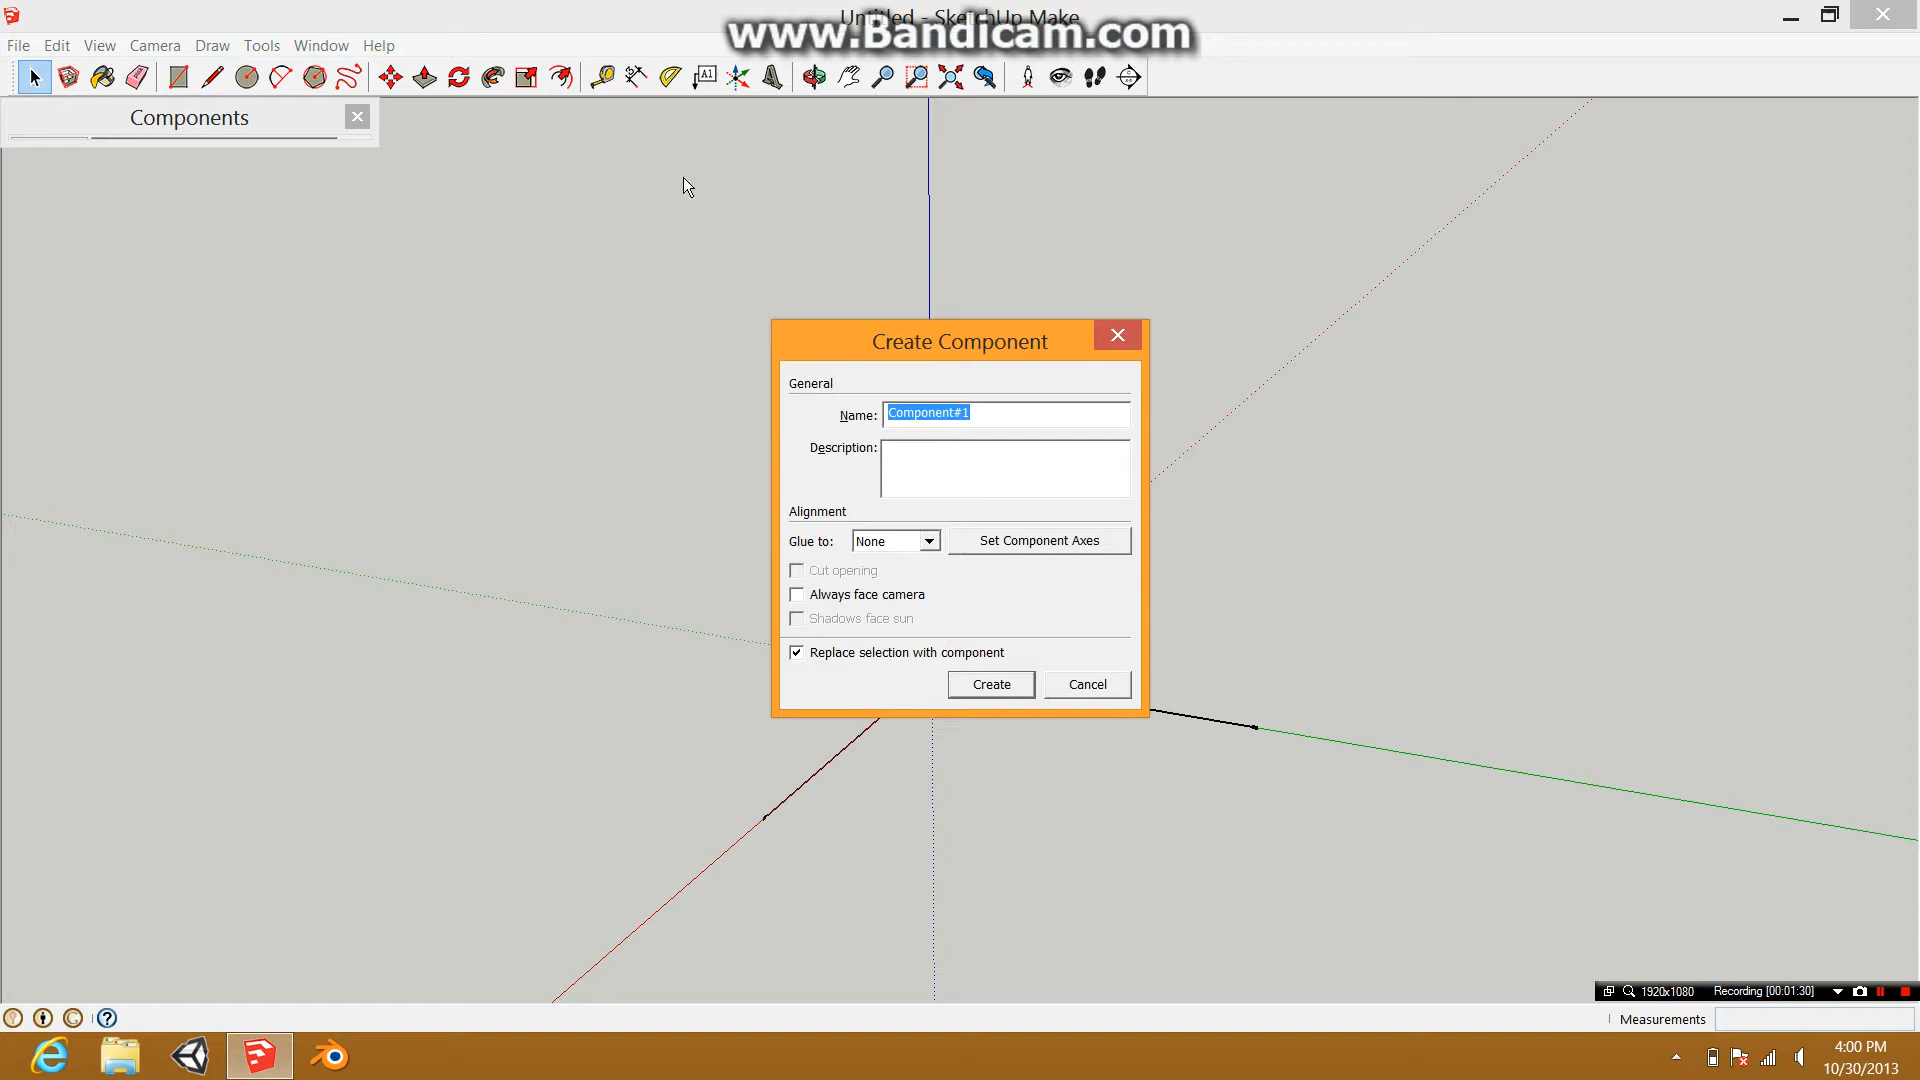 Untitled - SketchUp Make
www.Bandicam.com
File Edit View Camera Draw Tools Window Help
A1
Components
Create Component
General
Name: Component#1
Description:
Alignment
Glue to: None Set Component Axes
Cut opening
Always face camera
Shadows face sun
Replace selection with component
Create Cancel
1920x1080 Recording [00:01:30]
Measurements
4:00 PM
10/30/2013